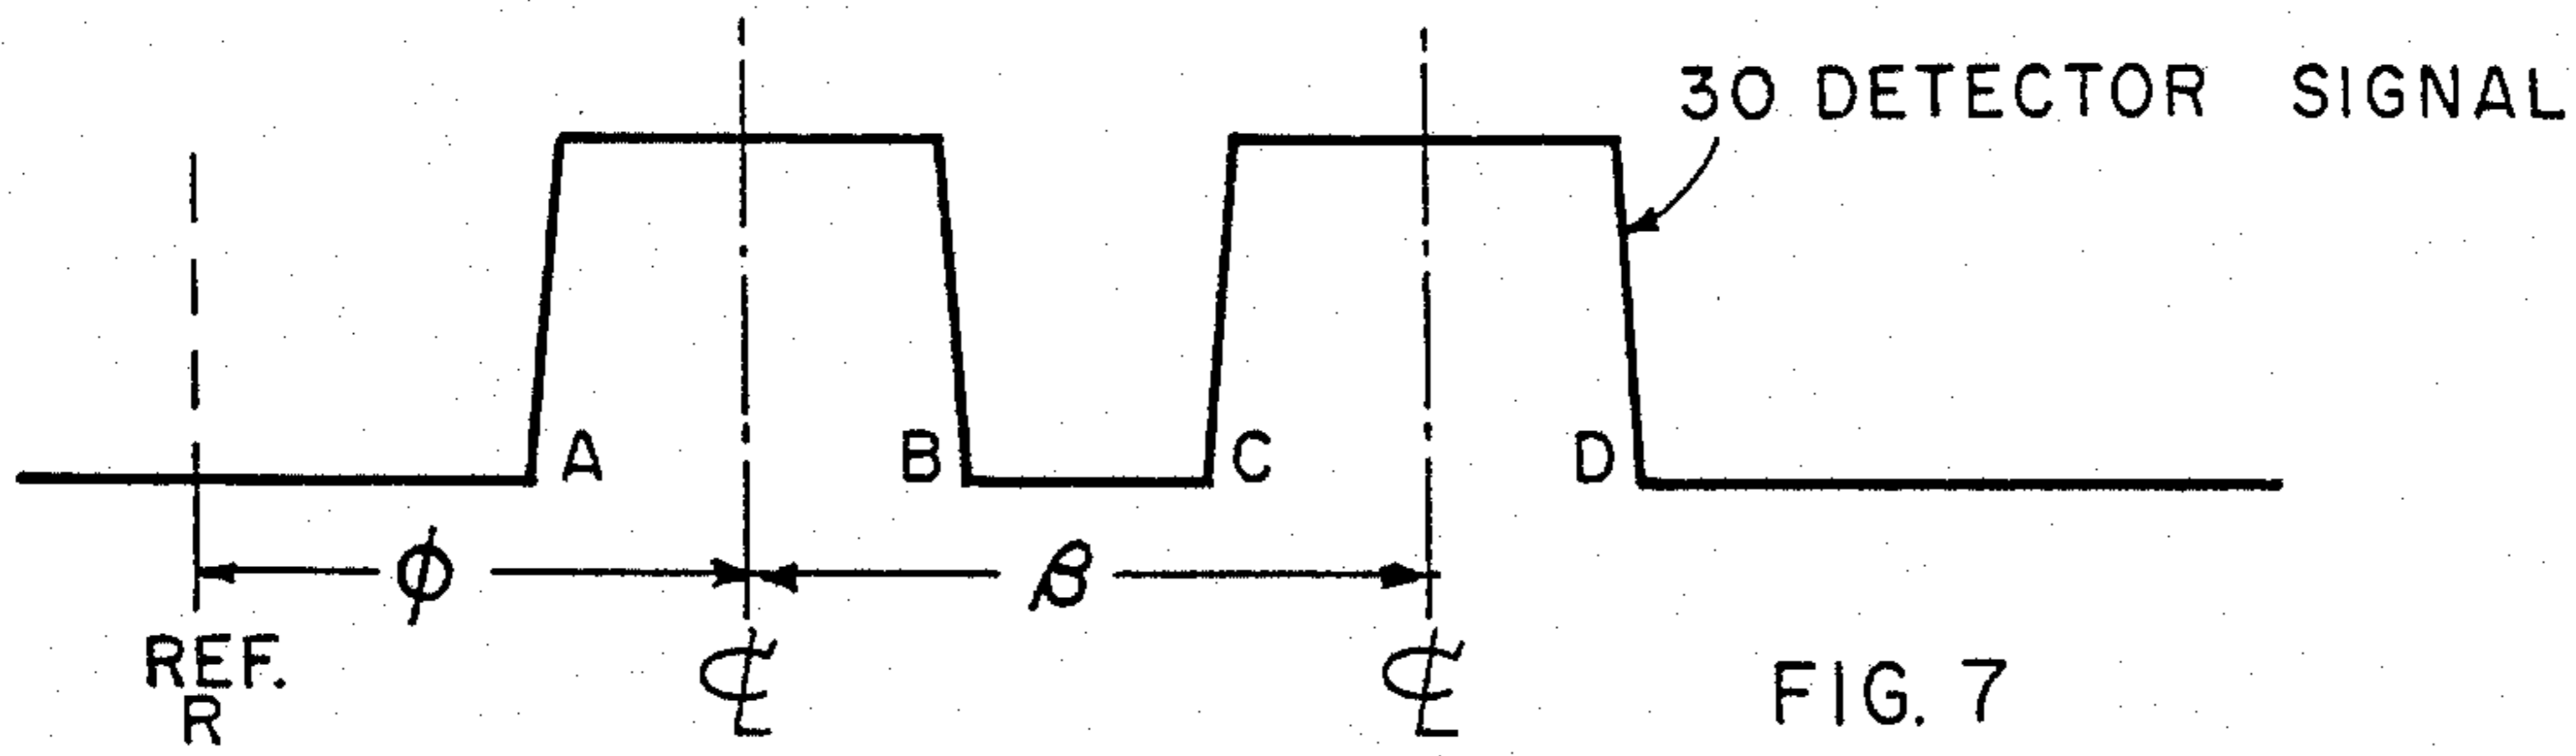 30 DETECTOR SIGNAL
A
B
C
D
ϕ
β
REF.
R
℄
℄
FIG. 7